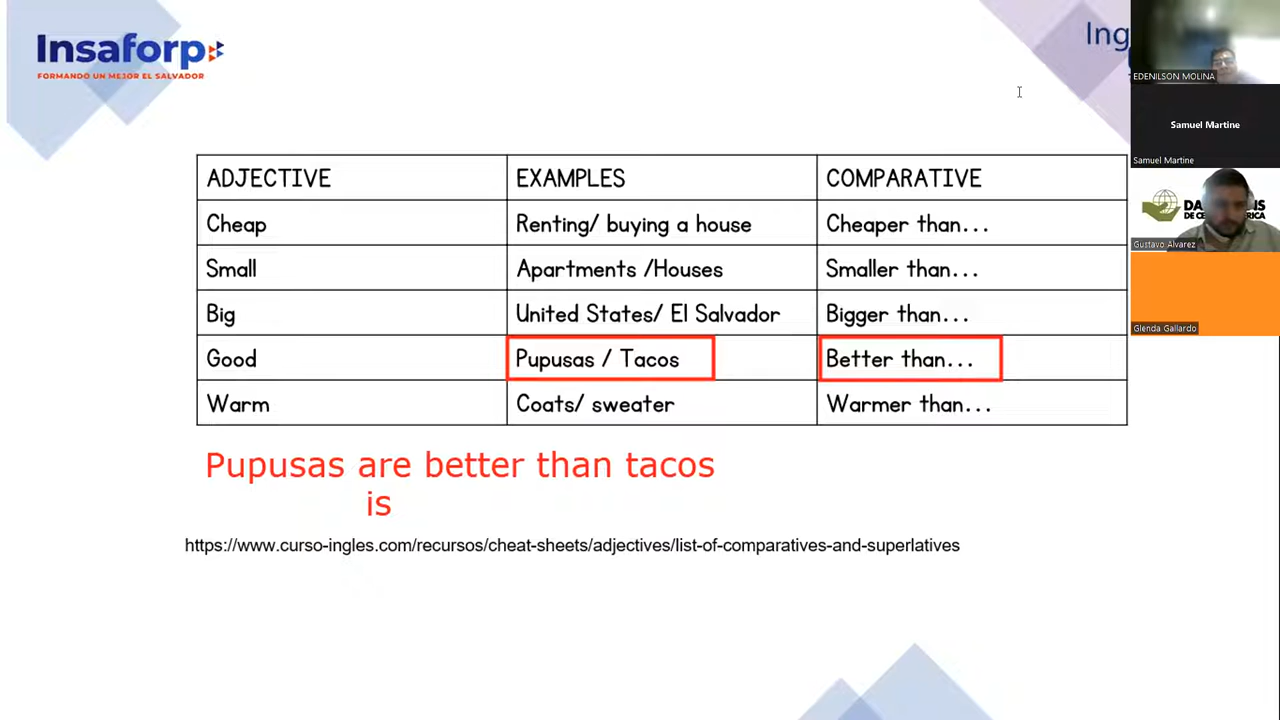 Insaforp
FORMANDO UN MEJOR EL SALVADOR
Ing
EDENILSON MOLINA
Samuel Martine
Samuel Martine
Gustavo Alvarez
Glenda Gallardo
ADJECTIVE EXAMPLES COMPARATIVE
Cheap Renting/ buying a house Cheaper than...
Small Apartments /Houses Smaller than...
Big United States/ El Salvador Bigger than...
Good Pupusas / Tacos Better than...
Warm Coats/ sweater Warmer than...
Pupusas are better than tacos
is
https://www.curso-ingles.com/recursos/cheat-sheets/adjectives/list-of-comparatives-and-superlatives